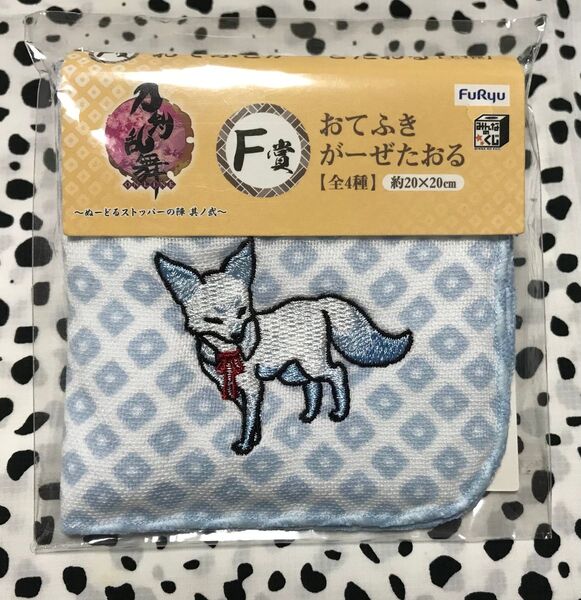 刀剣乱舞
ONLINE
～ぬーどるストッパーの陣 其ノ弐～
F賞
おてふき
がーぜたおる
【全4種】 約20×20cm
FuRyu
みんなのくじ